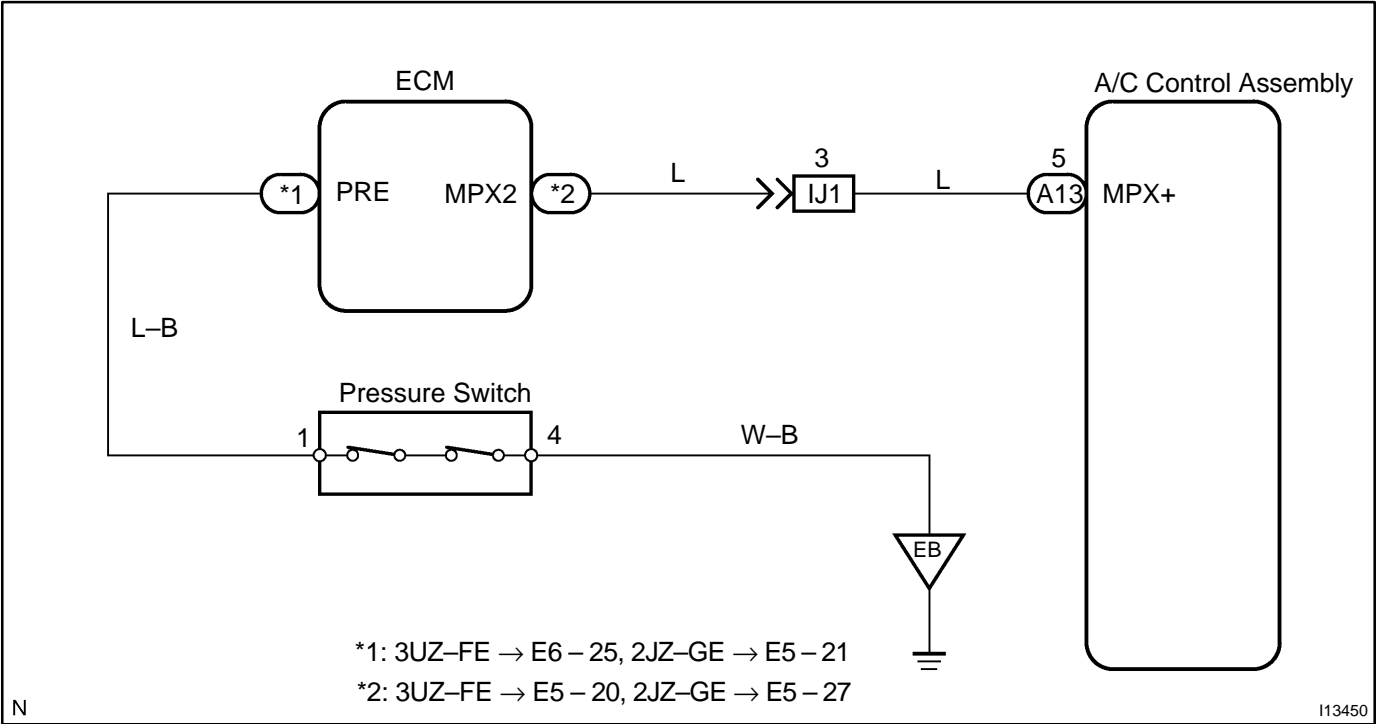 ECM
A/C Control Assembly
*1
PRE
MPX2
*2
L
3
IJ1
L
5
A13
MPX+
L–B
Pressure Switch
1
4
W–B
EB
*1: 3UZ–FE → E6 – 25, 2JZ–GE → E5 – 21
*2: 3UZ–FE → E5 – 20, 2JZ–GE → E5 – 27
N
I13450